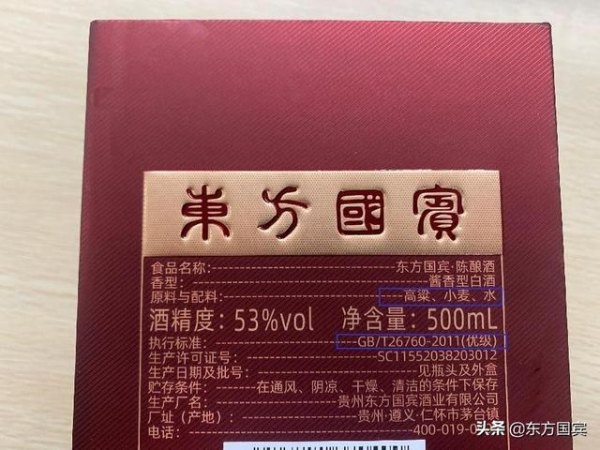 東方國賓
食品名称:东方国宾·陈酿酒
香型:酱香型白酒
原料与配料:高粱、小麦、水
酒精度:53%vol 净含量:500mL
执行标准:GB/T26760-2011(优级)
生产许可证号:SC11552038203012
生产日期及批号:见瓶头及外盒
贮存条件:在通风、阴凉、干燥、清洁的条件下保存
生产厂名:贵州东方国宾酒业有限公司
厂址(产地):贵州·遵义·仁怀市茅台镇
电话:400-019-0
头条@东方国宾